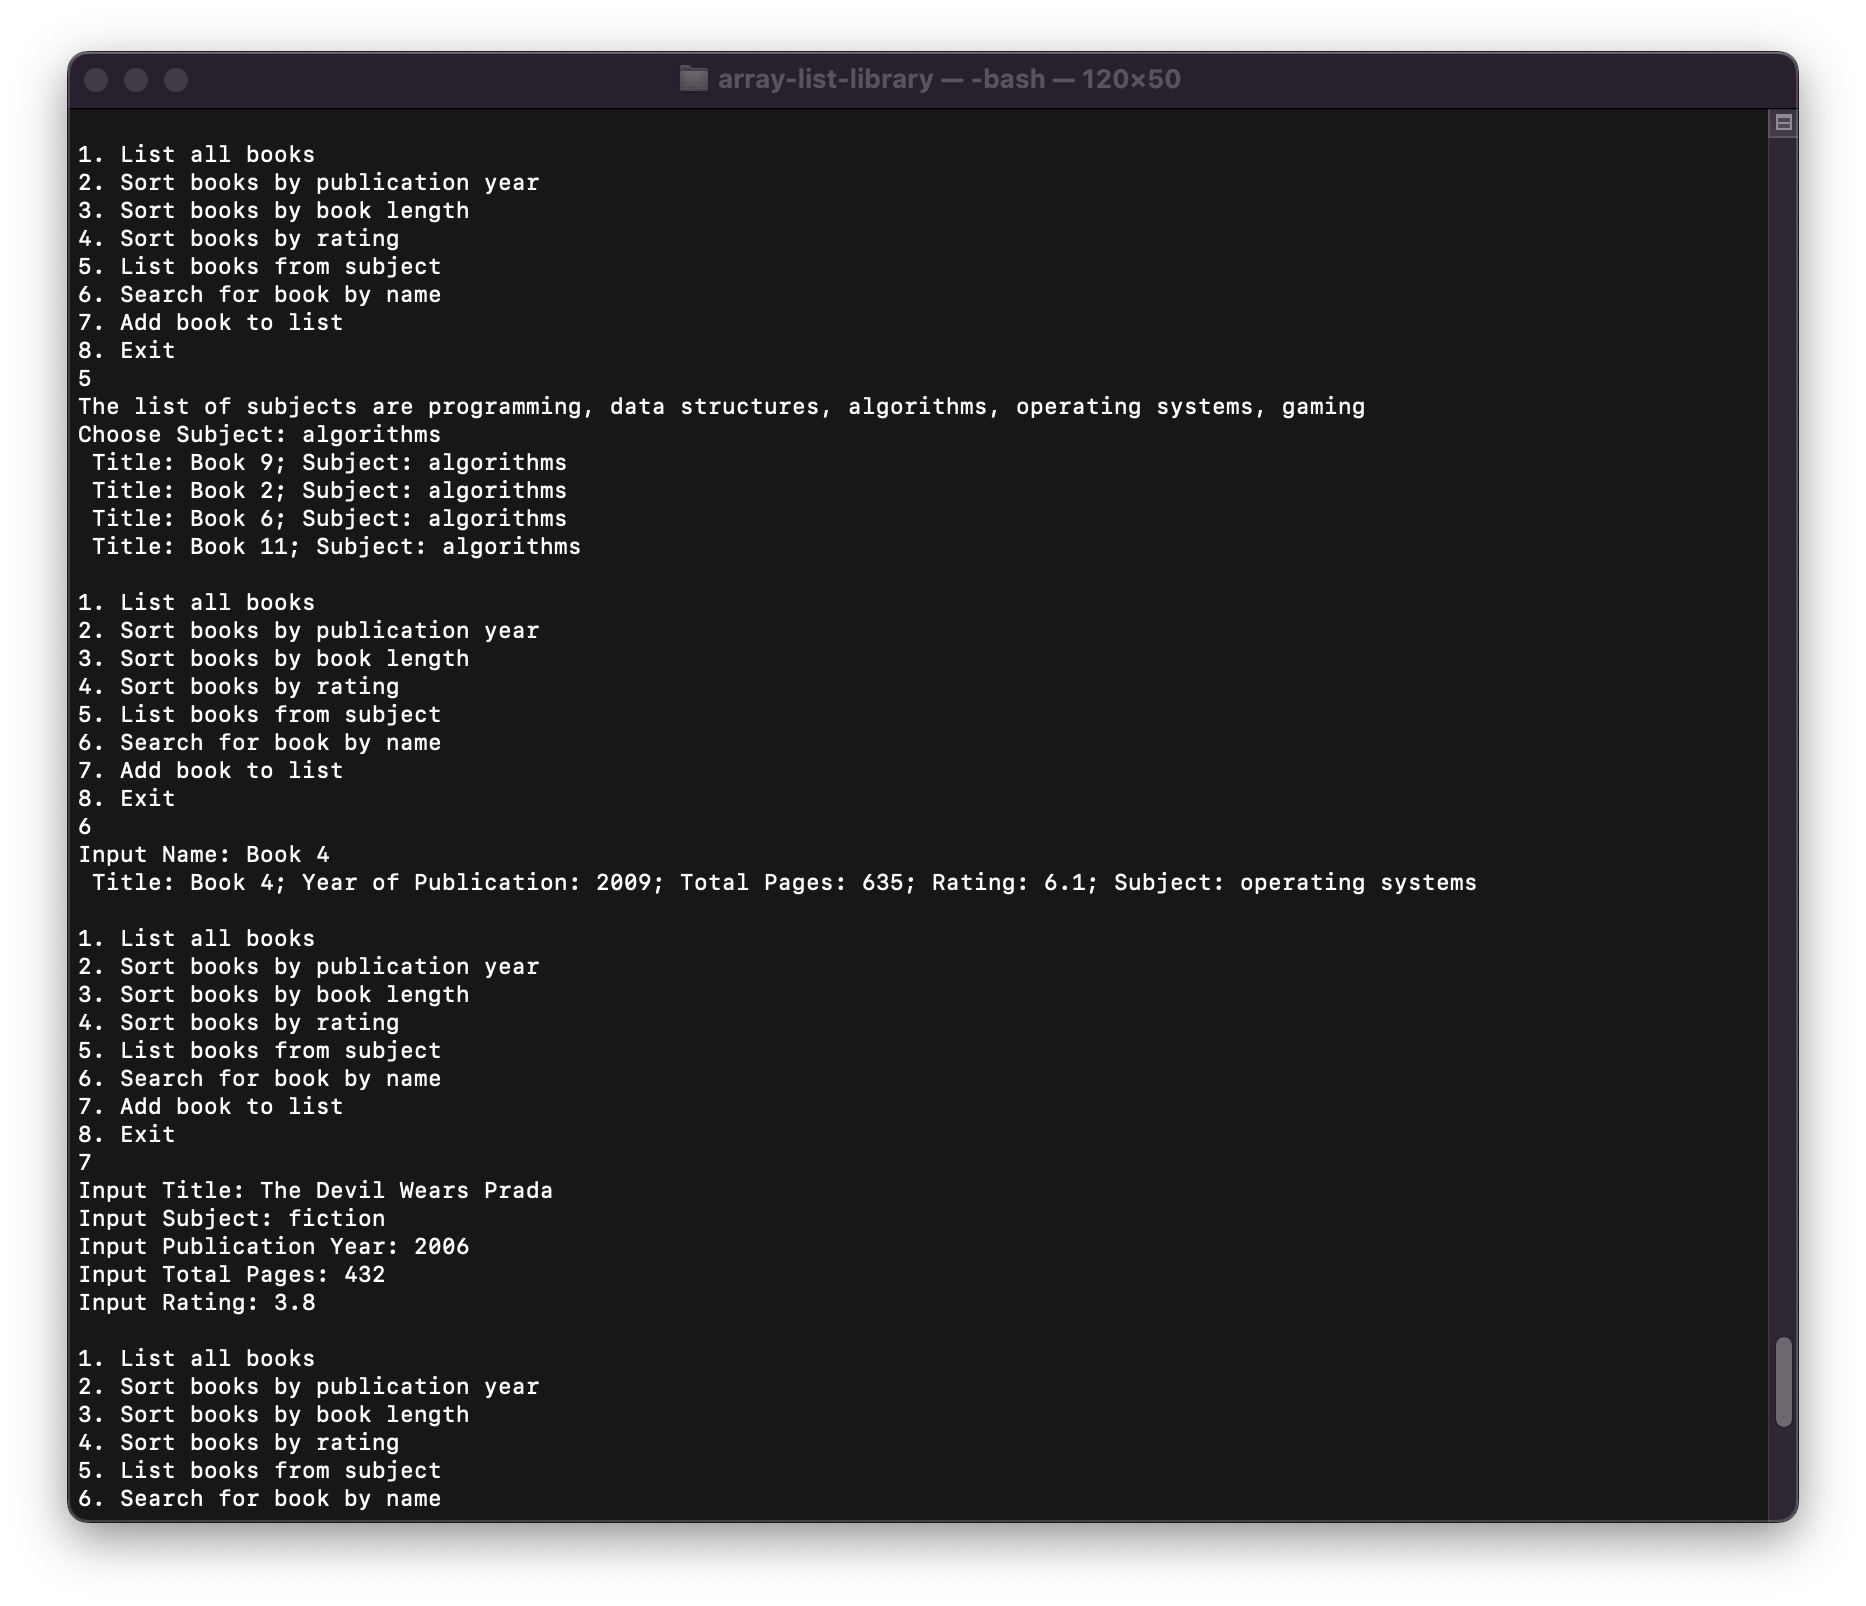 array-list-library — -bash — 120×50
1. List all books
2. Sort books by publication year
3. Sort books by book length
4. Sort books by rating
5. List books from subject
6. Search for book by name
7. Add book to list
8. Exit
5
The list of subjects are programming, data structures, algorithms, operating systems, gaming
Choose Subject: algorithms
 Title: Book 9; Subject: algorithms
 Title: Book 2; Subject: algorithms
 Title: Book 6; Subject: algorithms
 Title: Book 11; Subject: algorithms
1. List all books
2. Sort books by publication year
3. Sort books by book length
4. Sort books by rating
5. List books from subject
6. Search for book by name
7. Add book to list
8. Exit
6
Input Name: Book 4
 Title: Book 4; Year of Publication: 2009; Total Pages: 635; Rating: 6.1; Subject: operating systems
1. List all books
2. Sort books by publication year
3. Sort books by book length
4. Sort books by rating
5. List books from subject
6. Search for book by name
7. Add book to list
8. Exit
7
Input Title: The Devil Wears Prada
Input Subject: fiction
Input Publication Year: 2006
Input Total Pages: 432
Input Rating: 3.8
1. List all books
2. Sort books by publication year
3. Sort books by book length
4. Sort books by rating
5. List books from subject
6. Search for book by name